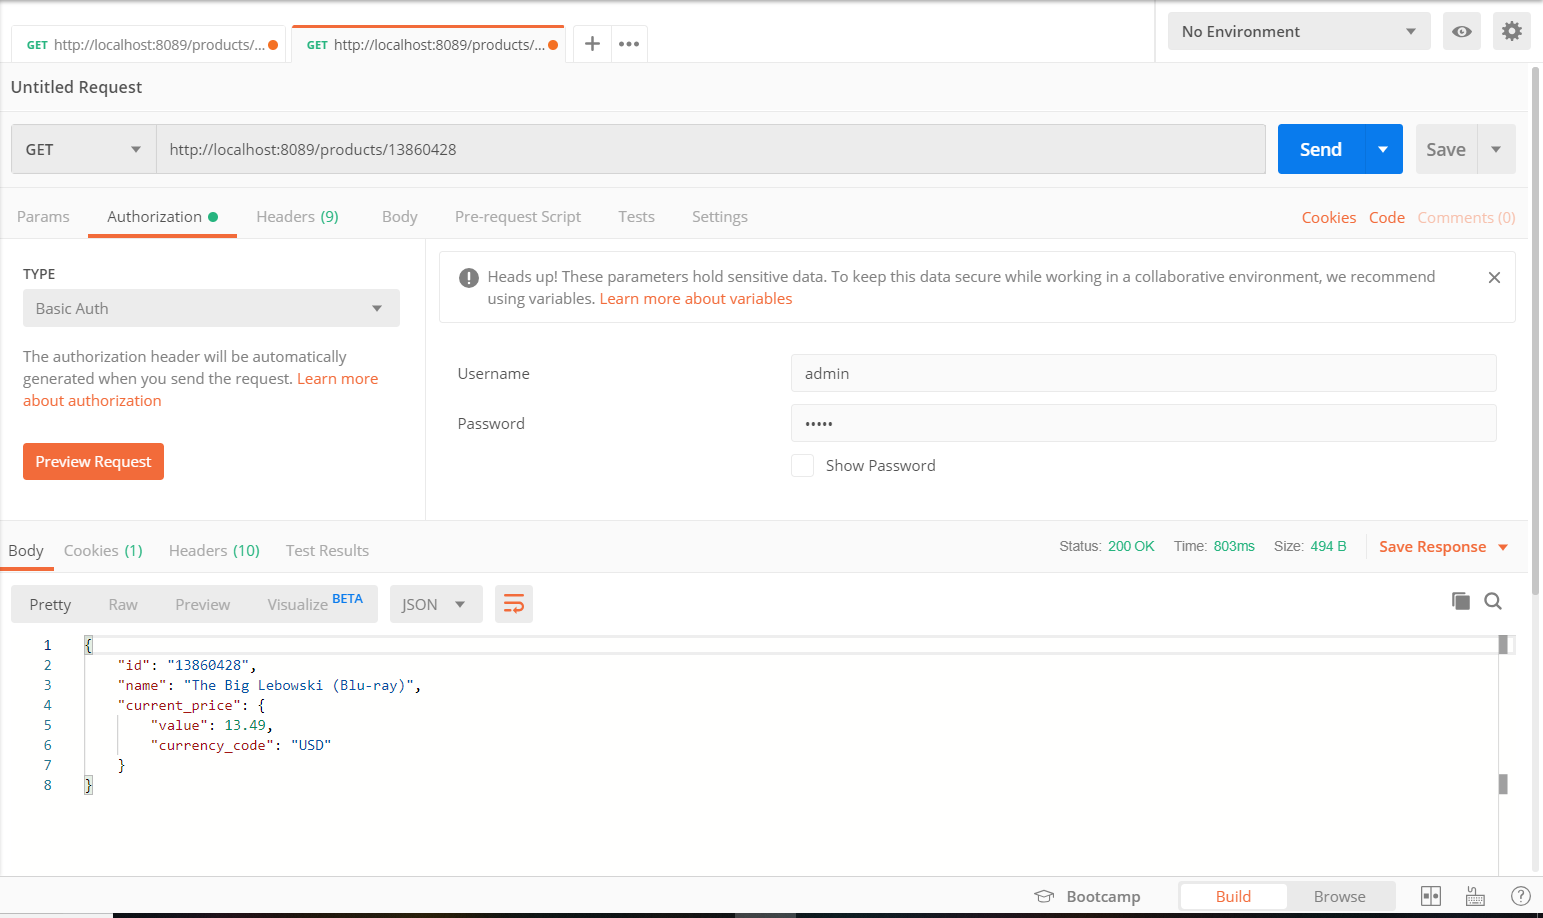 GET http://localhost:8089/products/...
GET http://localhost:8089/products/...
No Environment
Untitled Request
GET
http://localhost:8089/products/13860428
Send
Save
Params
Authorization
Headers (9)
Body
Pre-request Script
Tests
Settings
Cookies
Code
Comments (0)
TYPE
Basic Auth
The authorization header will be automatically
generated when you send the request. Learn more
about authorization
Preview Request
Heads up! These parameters hold sensitive data. To keep this data secure while working in a collaborative environment, we recommend
using variables. Learn more about variables
Username
admin
Password
•••••
Show Password
Body
Cookies (1)
Headers (10)
Test Results
Status: 200 OK
Time: 803ms
Size: 494 B
Save Response
Pretty
Raw
Preview
Visualize BETA
JSON
1 {
2 "id": "13860428",
3 "name": "The Big Lebowski (Blu-ray)",
4 "current_price": {
5 "value": 13.49,
6 "currency_code": "USD"
7 }
8 }
Bootcamp
Build
Browse